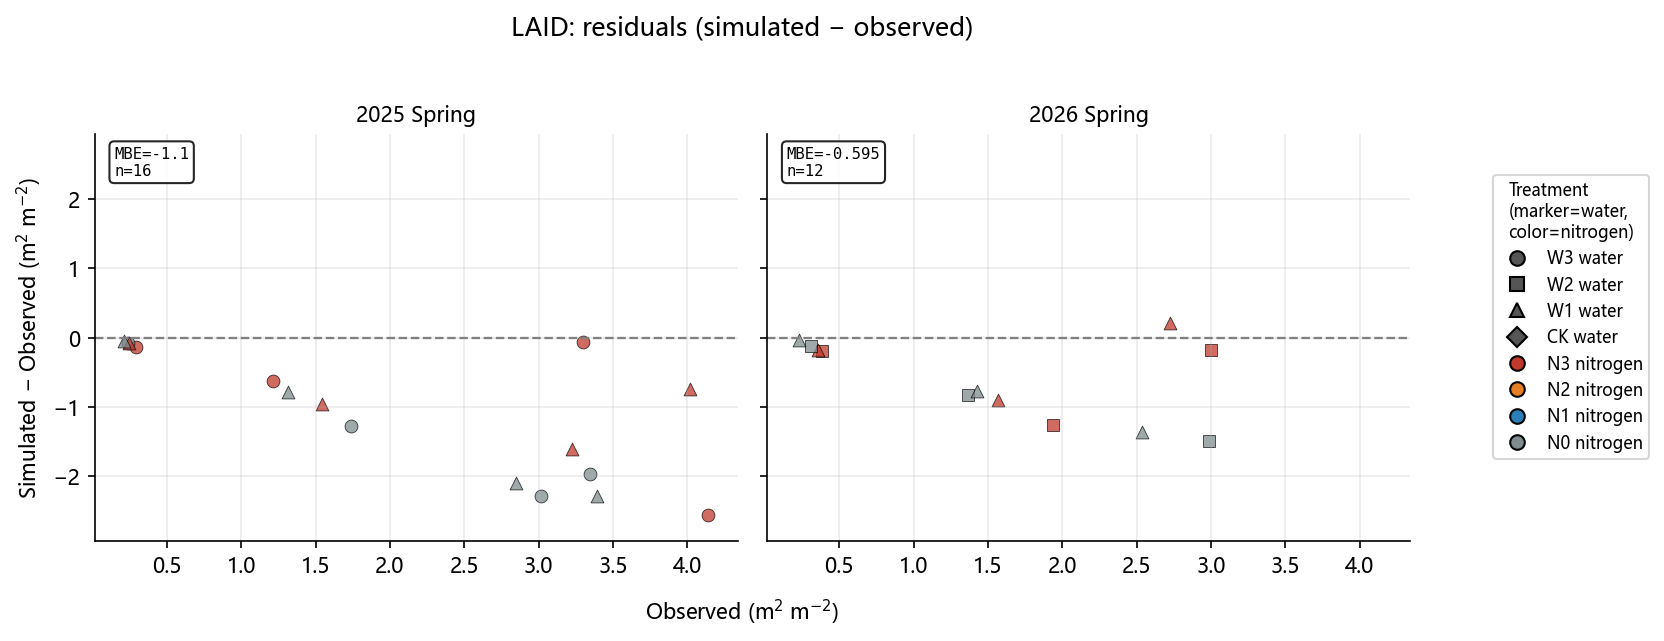 LAID: residuals (simulated − observed)
2025 Spring
2026 Spring
MBE=-1.1
n=16
MBE=-0.595
n=12
Simulated − Observed (m² m⁻²)
2
1
0
−1
−2
0.5 1.0 1.5 2.0 2.5 3.0 3.5 4.0
0.5 1.0 1.5 2.0 2.5 3.0 3.5 4.0
Observed (m² m⁻²)
Treatment
(marker=water,
color=nitrogen)
W3 water
W2 water
W1 water
CK water
N3 nitrogen
N2 nitrogen
N1 nitrogen
N0 nitrogen